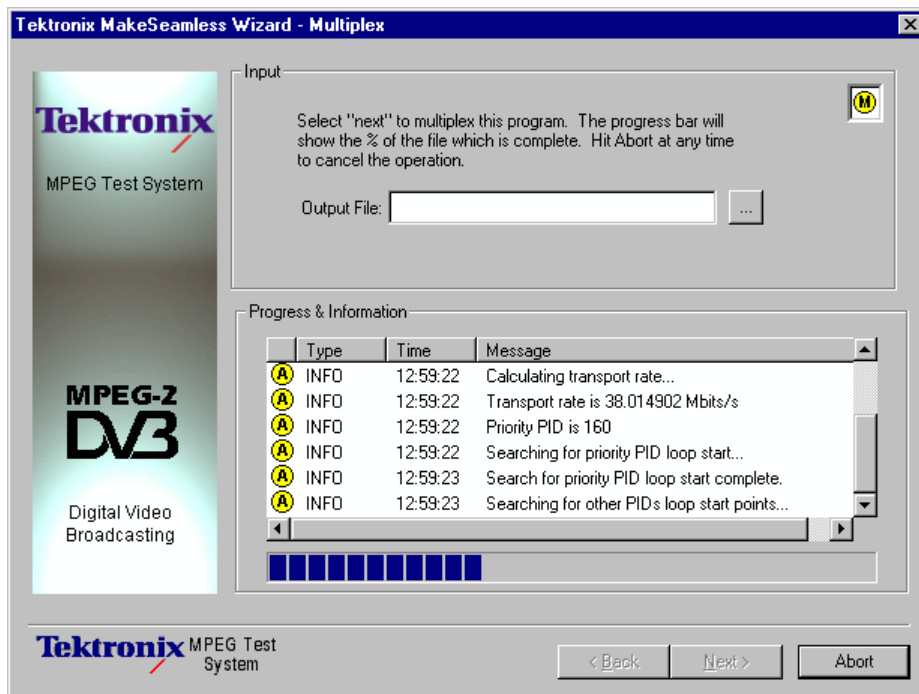 Tektronix MakeSeamless Wizard - Multiplex
Tektronix
MPEG Test System
MPEG-2
DVB
Digital Video
Broadcasting
Input
M
Select "next" to multiplex this program. The progress bar will
show the % of the file which is complete. Hit Abort at any time
to cancel the operation.
Output File:
...
Progress & Information
Type Time Message
A INFO 12:59:22 Calculating transport rate...
A INFO 12:59:22 Transport rate is 38.014902 Mbits/s
A INFO 12:59:22 Priority PID is 160
A INFO 12:59:22 Searching for priority PID loop start...
A INFO 12:59:23 Search for priority PID loop start complete.
A INFO 12:59:23 Searching for other PIDs loop start points...
Tektronix MPEG Test
System
< Back
Next >
Abort